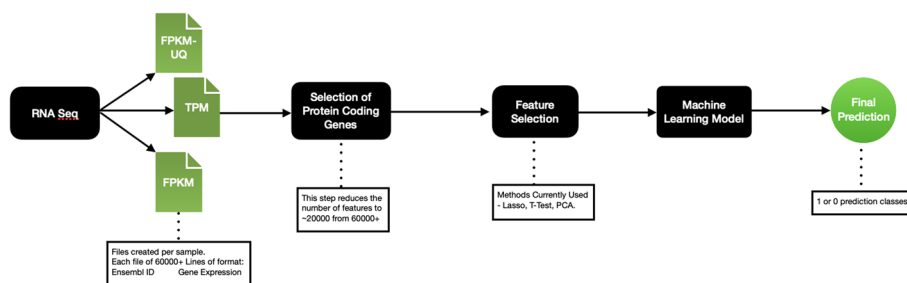 FPKM-
UQ
RNA Seq
TPM
FPKM
Selection of
Protein Coding
Genes
Feature
Selection
Machine
Learning Model
Final
Prediction
This step reduces the
number of features to
~20000 from 60000+
Methods Currently Used
- Lasso, T-Test, PCA.
1 or 0 prediction classes
Files created per sample.
Each file of 60000+ Lines of format:
Ensembl ID Gene Expression